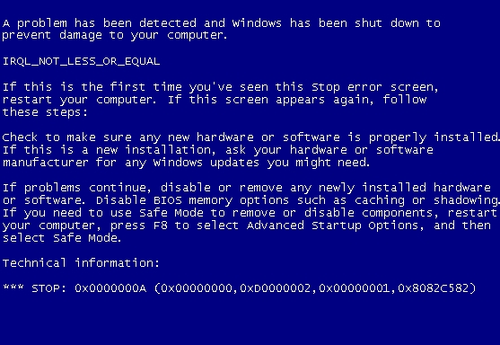 A problem has been detected and Windows has been shut down to
prevent damage to your computer.
IRQL_NOT_LESS_OR_EQUAL
If this is the first time you've seen this Stop error screen,
restart your computer. If this screen appears again, follow
these steps:
Check to make sure any new hardware or software is properly installed.
If this is a new installation, ask your hardware or software
manufacturer for any Windows updates you might need.
If problems continue, disable or remove any newly installed hardware
or software. Disable BIOS memory options such as caching or shadowing.
If you need to use Safe Mode to remove or disable components, restart
your computer, press F8 to select Advanced Startup Options, and then
select Safe Mode.
Technical information:
*** STOP: 0x0000000A (0x00000000,0xD0000002,0x00000001,0x8082C582)